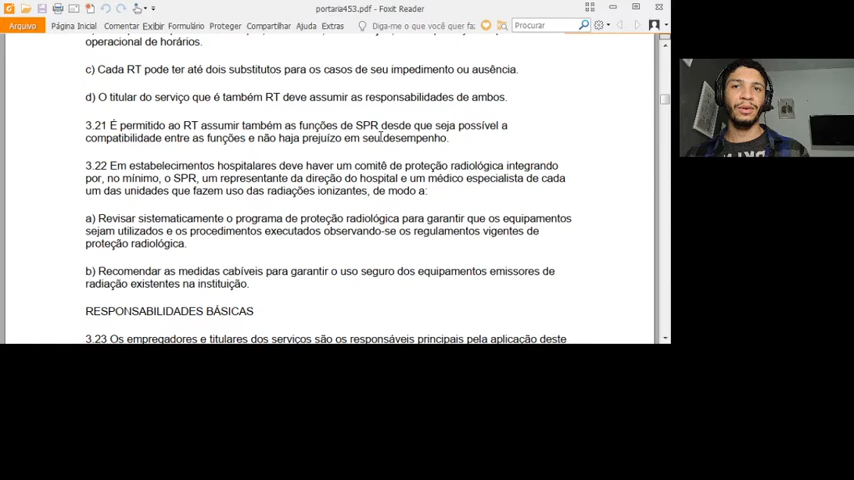 portaria453.pdf - Foxit Reader
Arquivo Página Inicial Comentar Exibir Formulário Proteger Compartilhar Ajuda Extras Diga-me o que você quer fa: Procurar
operacional de horários.
c) Cada RT pode ter até dois substitutos para os casos de seu impedimento ou ausência.
d) O titular do serviço que é também RT deve assumir as responsabilidades de ambos.
3.21 É permitido ao RT assumir também as funções de SPR desde que seja possível a
compatibilidade entre as funções e não haja prejuízo em seu desempenho.
3.22 Em estabelecimentos hospitalares deve haver um comitê de proteção radiológica integrando
por, no mínimo, o SPR, um representante da direção do hospital e um médico especialista de cada
um das unidades que fazem uso das radiações ionizantes, de modo a:
a) Revisar sistematicamente o programa de proteção radiológica para garantir que os equipamentos
sejam utilizados e os procedimentos executados observando-se os regulamentos vigentes de
proteção radiológica.
b) Recomendar as medidas cabíveis para garantir o uso seguro dos equipamentos emissores de
radiação existentes na instituição.
RESPONSABILIDADES BÁSICAS
3.23 Os empregadores e titulares dos serviços são os responsáveis principais pela aplicação deste